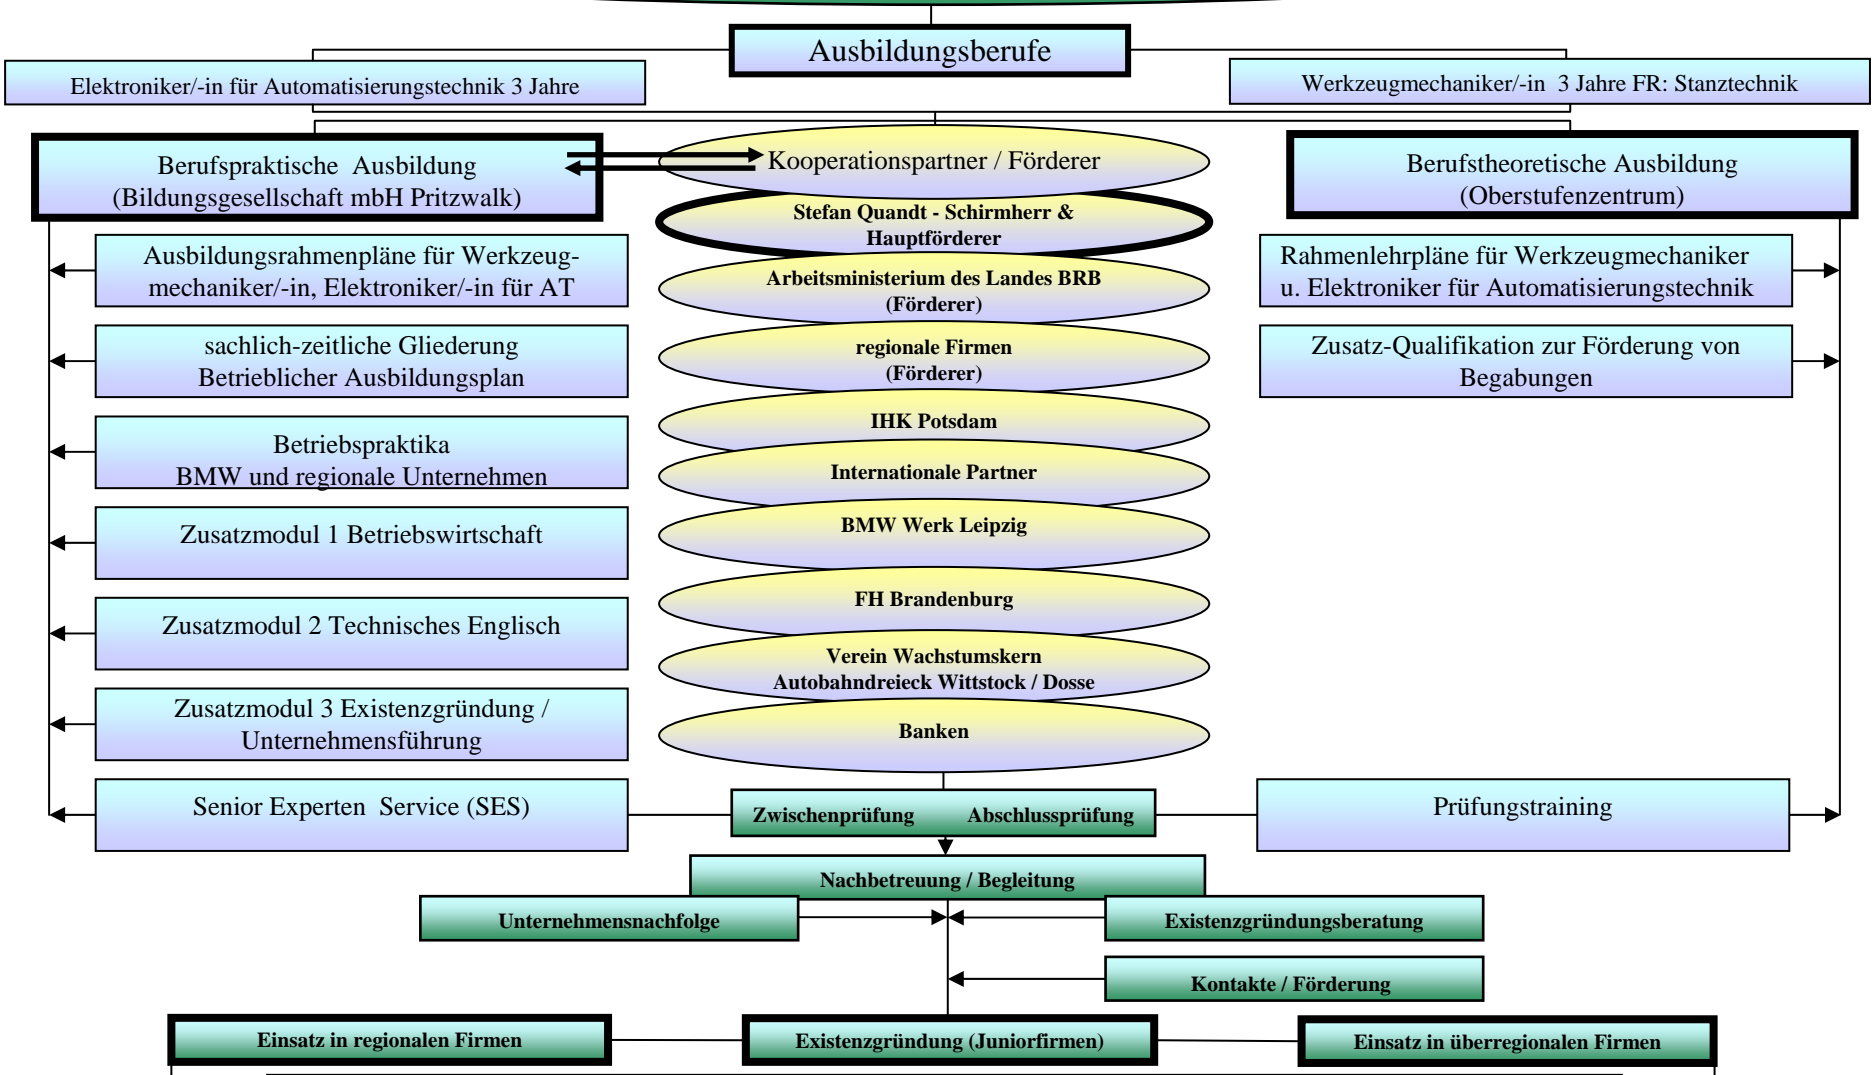 Ausbildungsberufe
Elektroniker/-in für Automatisierungstechnik 3 Jahre
Werkzeugmechaniker/-in 3 Jahre FR: Stanztechnik
Berufspraktische Ausbildung
(Bildungsgesellschaft mbH Pritzwalk)
Kooperationspartner / Förderer
Berufstheoretische Ausbildung
(Oberstufenzentrum)
Stefan Quandt - Schirmherr &
Hauptförderer
Arbeitsministerium des Landes BRB
(Förderer)
regionale Firmen
(Förderer)
IHK Potsdam
Internationale Partner
BMW Werk Leipzig
FH Brandenburg
Verein Wachstumskern
Autobahndreieck Wittstock / Dosse
Banken
Ausbildungsrahmenpläne für Werkzeug-
mechaniker/-in, Elektroniker/-in für AT
sachlich-zeitliche Gliederung
Betrieblicher Ausbildungsplan
Betriebspraktika
BMW und regionale Unternehmen
Zusatzmodul 1 Betriebswirtschaft
Zusatzmodul 2 Technisches Englisch
Zusatzmodul 3 Existenzgründung /
Unternehmensführung
Senior Experten Service (SES)
Rahmenlehrpläne für Werkzeugmechaniker
u. Elektroniker für Automatisierungstechnik
Zusatz-Qualifikation zur Förderung von
Begabungen
Prüfungstraining
Zwischenprüfung Abschlussprüfung
Nachbetreuung / Begleitung
Unternehmensnachfolge
Existenzgründungsberatung
Kontakte / Förderung
Einsatz in regionalen Firmen
Existenzgründung (Juniorfirmen)
Einsatz in überregionalen Firmen